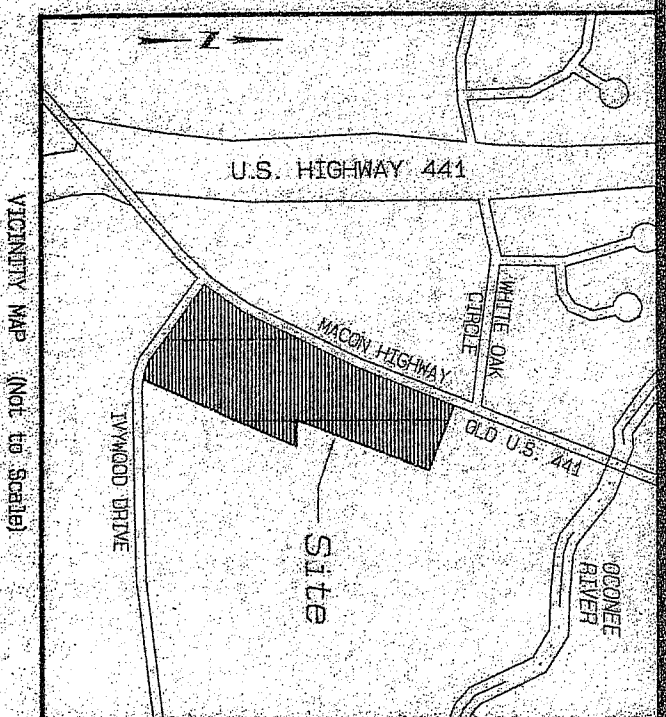 N
U.S. HIGHWAY 441
WHITE OAK
CIRCLE
MACON HIGHWAY
OLD U.S. 441
IVYWOOD DRIVE
Site
OCONEE
RIVER
VICINITY MAP (Not to Scale)